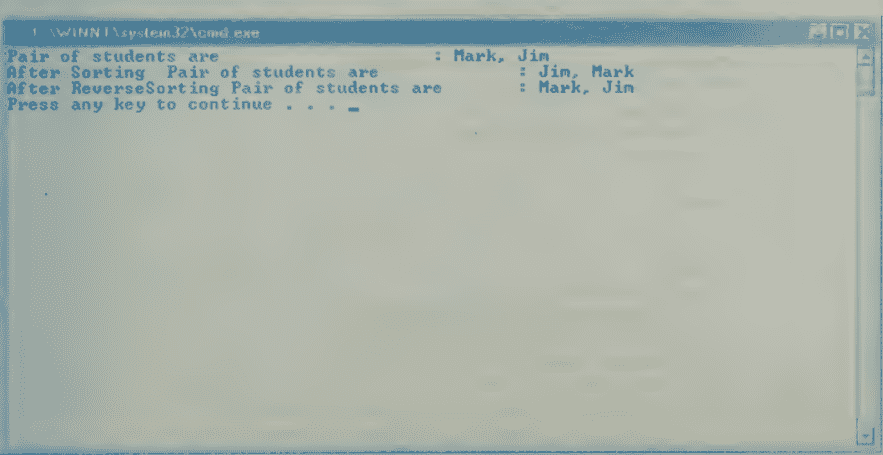 \WINNT\system32\cmd.exe
Pair of students are : Mark, Jim
After Sorting Pair of students are : Jim, Mark
After ReverseSorting Pair of students are : Mark, Jim
Press any key to continue . . . _